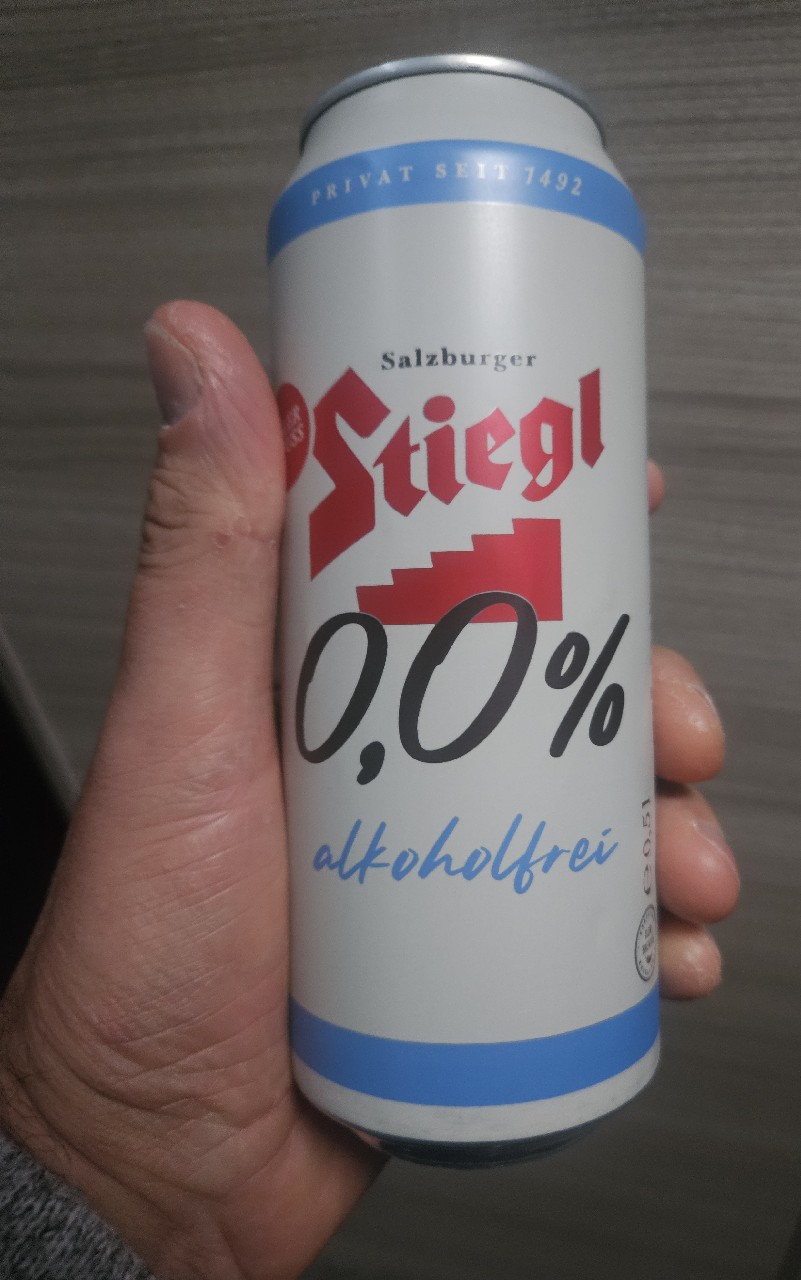 PRIVAT SEIT 1492
Salzburger
Stiegl
0,0%
alkoholfrei
e 0,5l